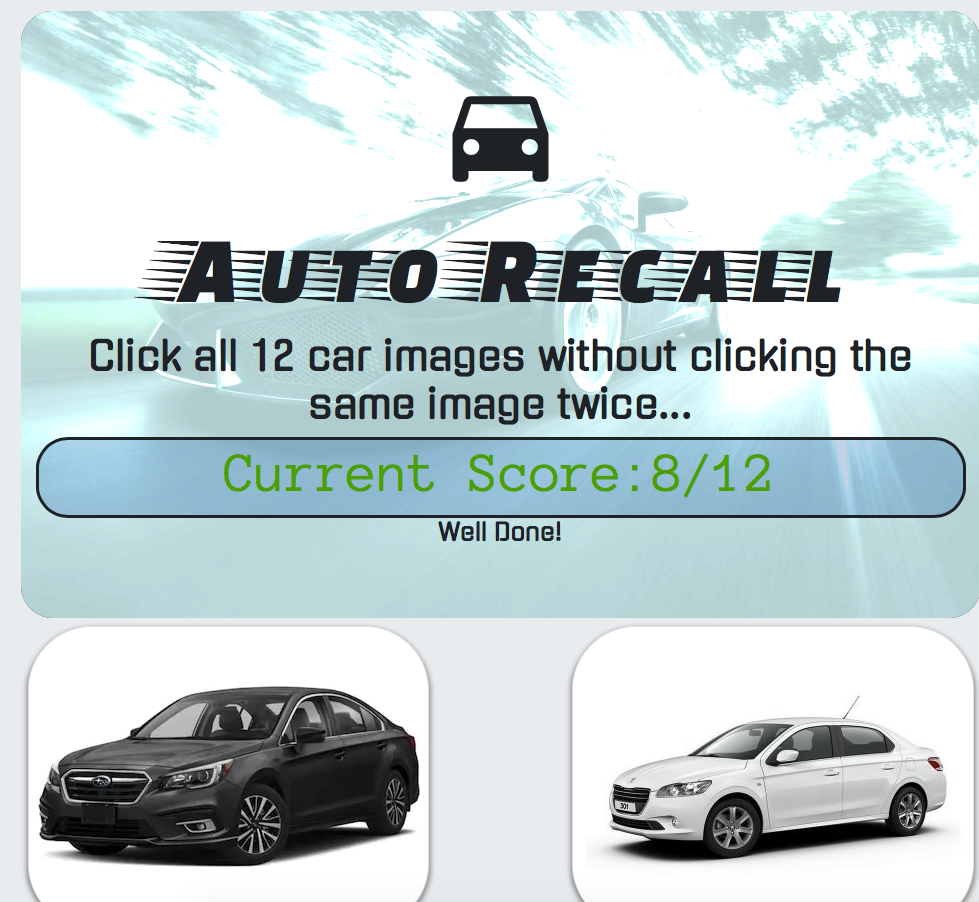 Auto Recall
Click all 12 car images without clicking the
same image twice...
Current Score:8/12
Well Done!
301